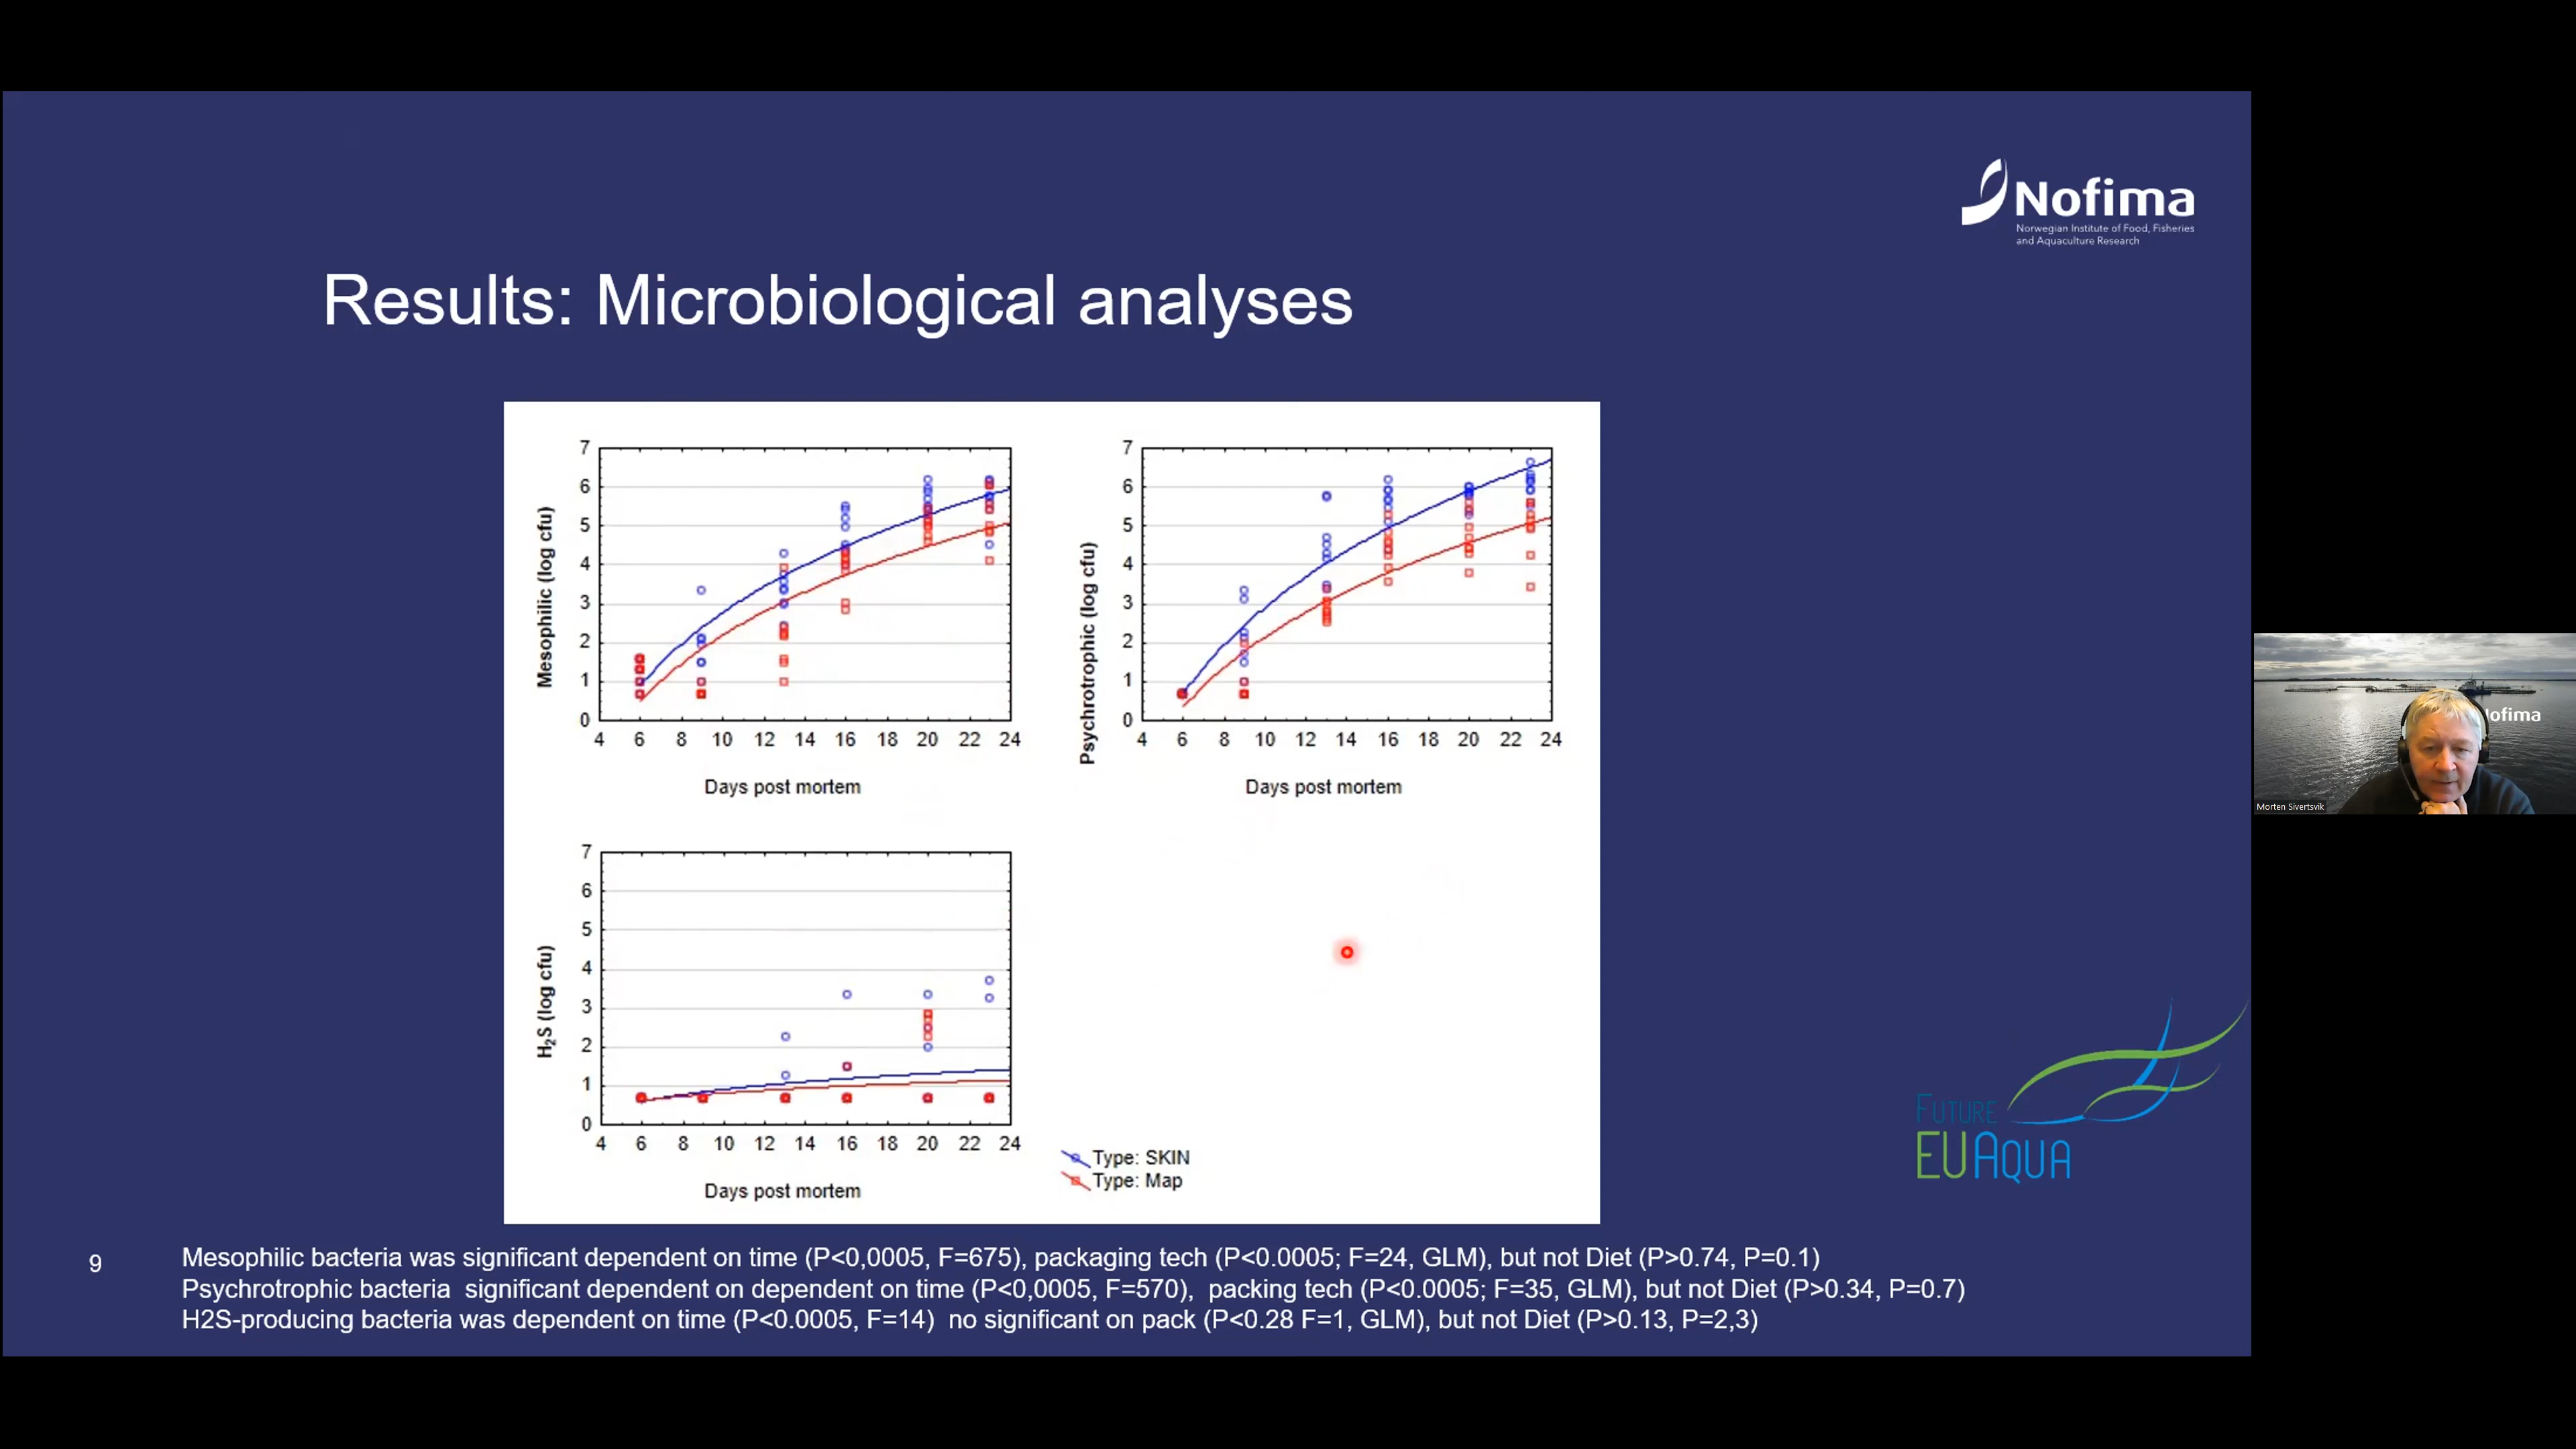 Nofima
Norwegian Institute of Food, Fisheries
and Aquaculture Research
Results: Microbiological analyses
7
6
5
4
3
2
1
0
Mesophilic (log cfu)
4 6 8 10 12 14 16 18 20 22 24
Days post mortem
7
6
5
4
3
2
1
0
Psychrotrophic (log cfu)
4 6 8 10 12 14 16 18 20 22 24
Days post mortem
7
6
5
4
3
2
1
0
H₂S (log cfu)
4 6 8 10 12 14 16 18 20 22 24
Days post mortem
Type: SKIN
Type: Map
ofima
Morten Sivertsvik
FUTURE
EUAQUA
9
Mesophilic bacteria was significant dependent on time (P<0,0005, F=675), packaging tech (P<0.0005; F=24, GLM), but not Diet (P>0.74, P=0.1)
Psychrotrophic bacteria significant dependent on dependent on time (P<0,0005, F=570), packing tech (P<0.0005; F=35, GLM), but not Diet (P>0.34, P=0.7)
H2S-producing bacteria was dependent on time (P<0.0005, F=14) no significant on pack (P<0.28 F=1, GLM), but not Diet (P>0.13, P=2,3)